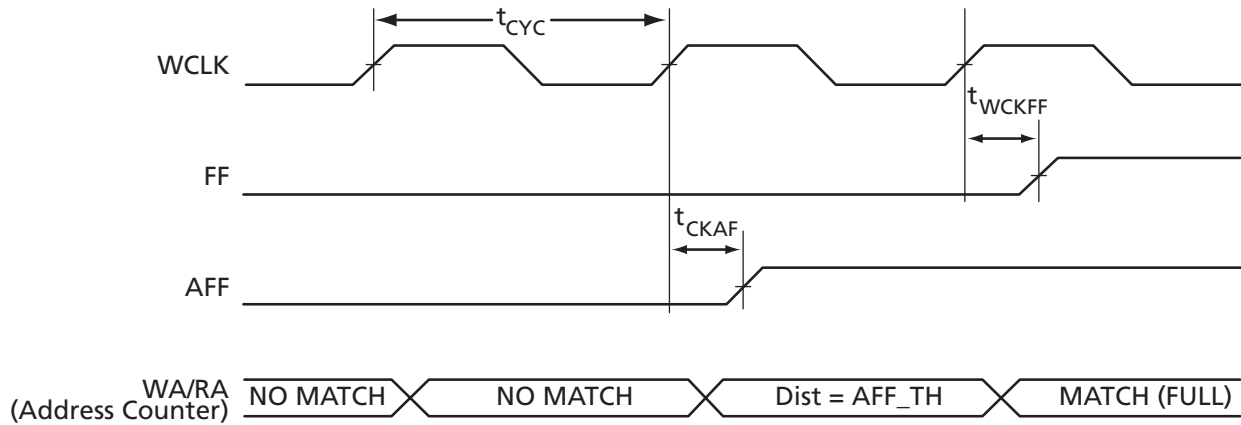 tCYC
WCLK
tWCKFF
FF
tCKAF
AFF
WA/RA
(Address Counter)
NO MATCH
NO MATCH
Dist = AFF_TH
MATCH (FULL)